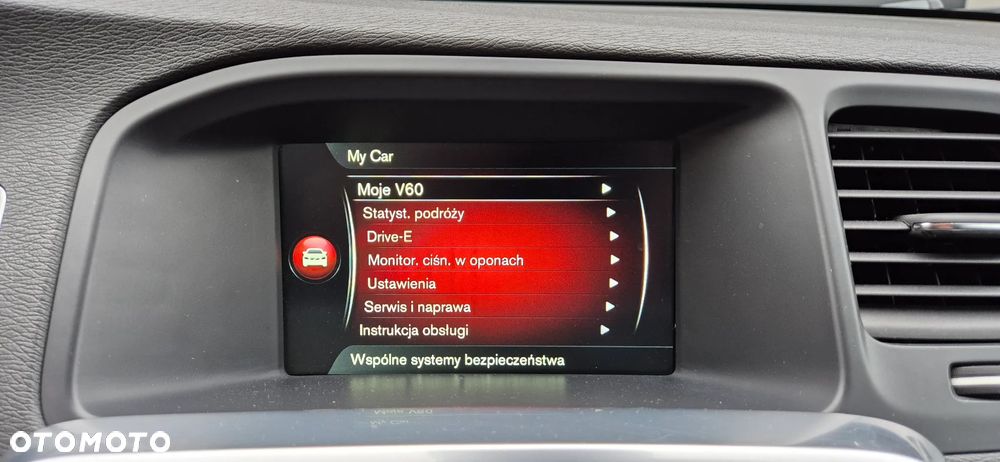 My Car
Moje V60
Statyst. podróży
Drive-E
Monitor. ciśn. w oponach
Ustawienia
Serwis i naprawa
Instrukcja obsługi
Wspólne systemy bezpieczeństwa
OTOMOTO